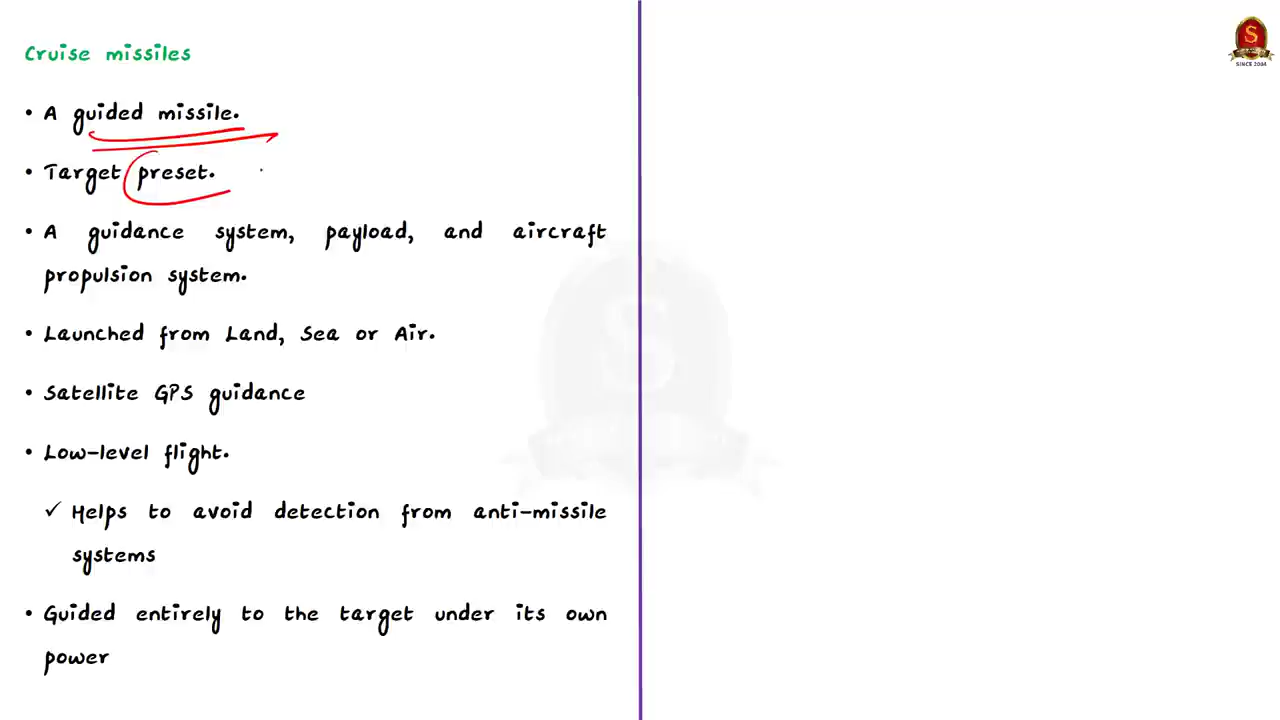 Cruise missiles
• A guided missile.
• Target preset.
• A guidance system, payload, and aircraft
propulsion system.
• Launched from Land, Sea or Air.
• Satellite GPS guidance
• Low-level flight.
✓ Helps to avoid detection from anti-missile
systems
• Guided entirely to the target under its own
power
S
SINCE 2004